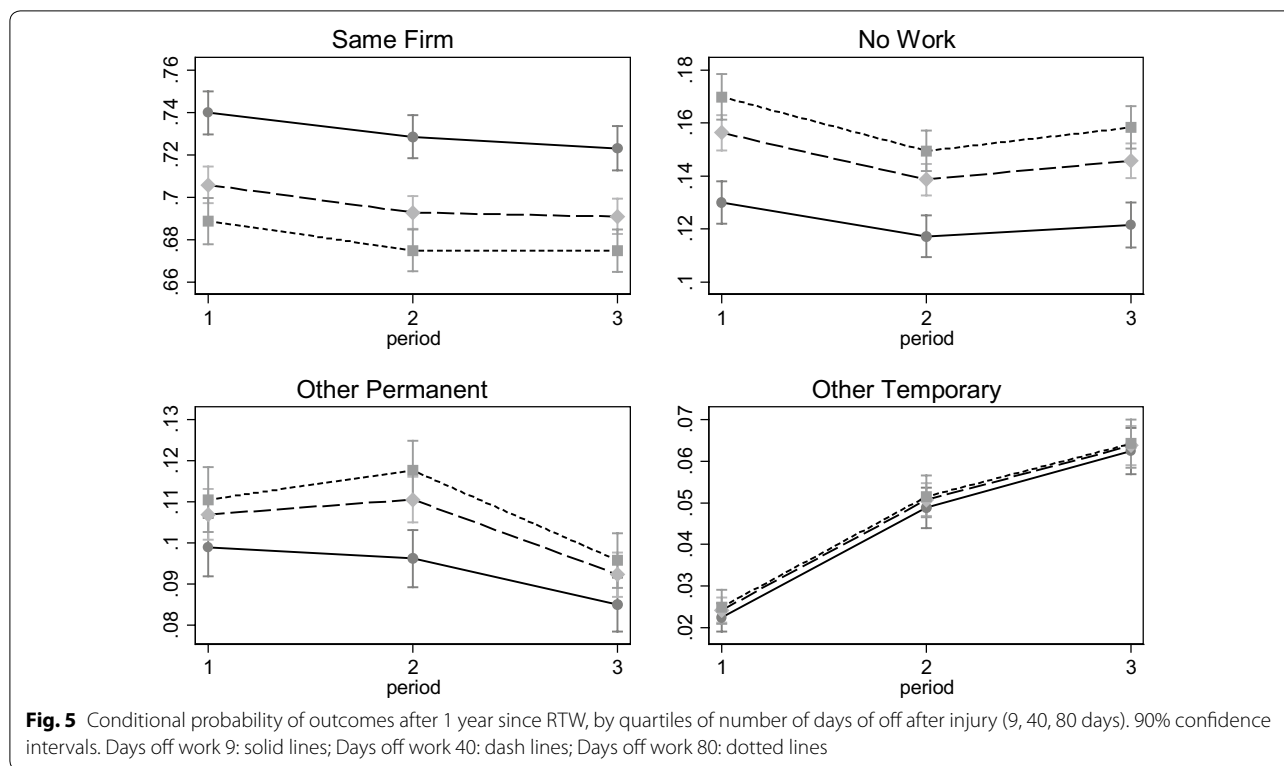 Same Firm
.76
.74
.72
.7
.68
.66
1 2 3
period
No Work
.18
.16
.14
.12
.1
1 2 3
period
Other Permanent
.13
.12
.11
.1
.09
.08
1 2 3
period
Other Temporary
.07
.06
.05
.04
.03
.02
1 2 3
period
Fig. 5 Conditional probability of outcomes after 1 year since RTW, by quartiles of number of days of off after injury (9, 40, 80 days). 90% confidence
intervals. Days off work 9: solid lines; Days off work 40: dash lines; Days off work 80: dotted lines